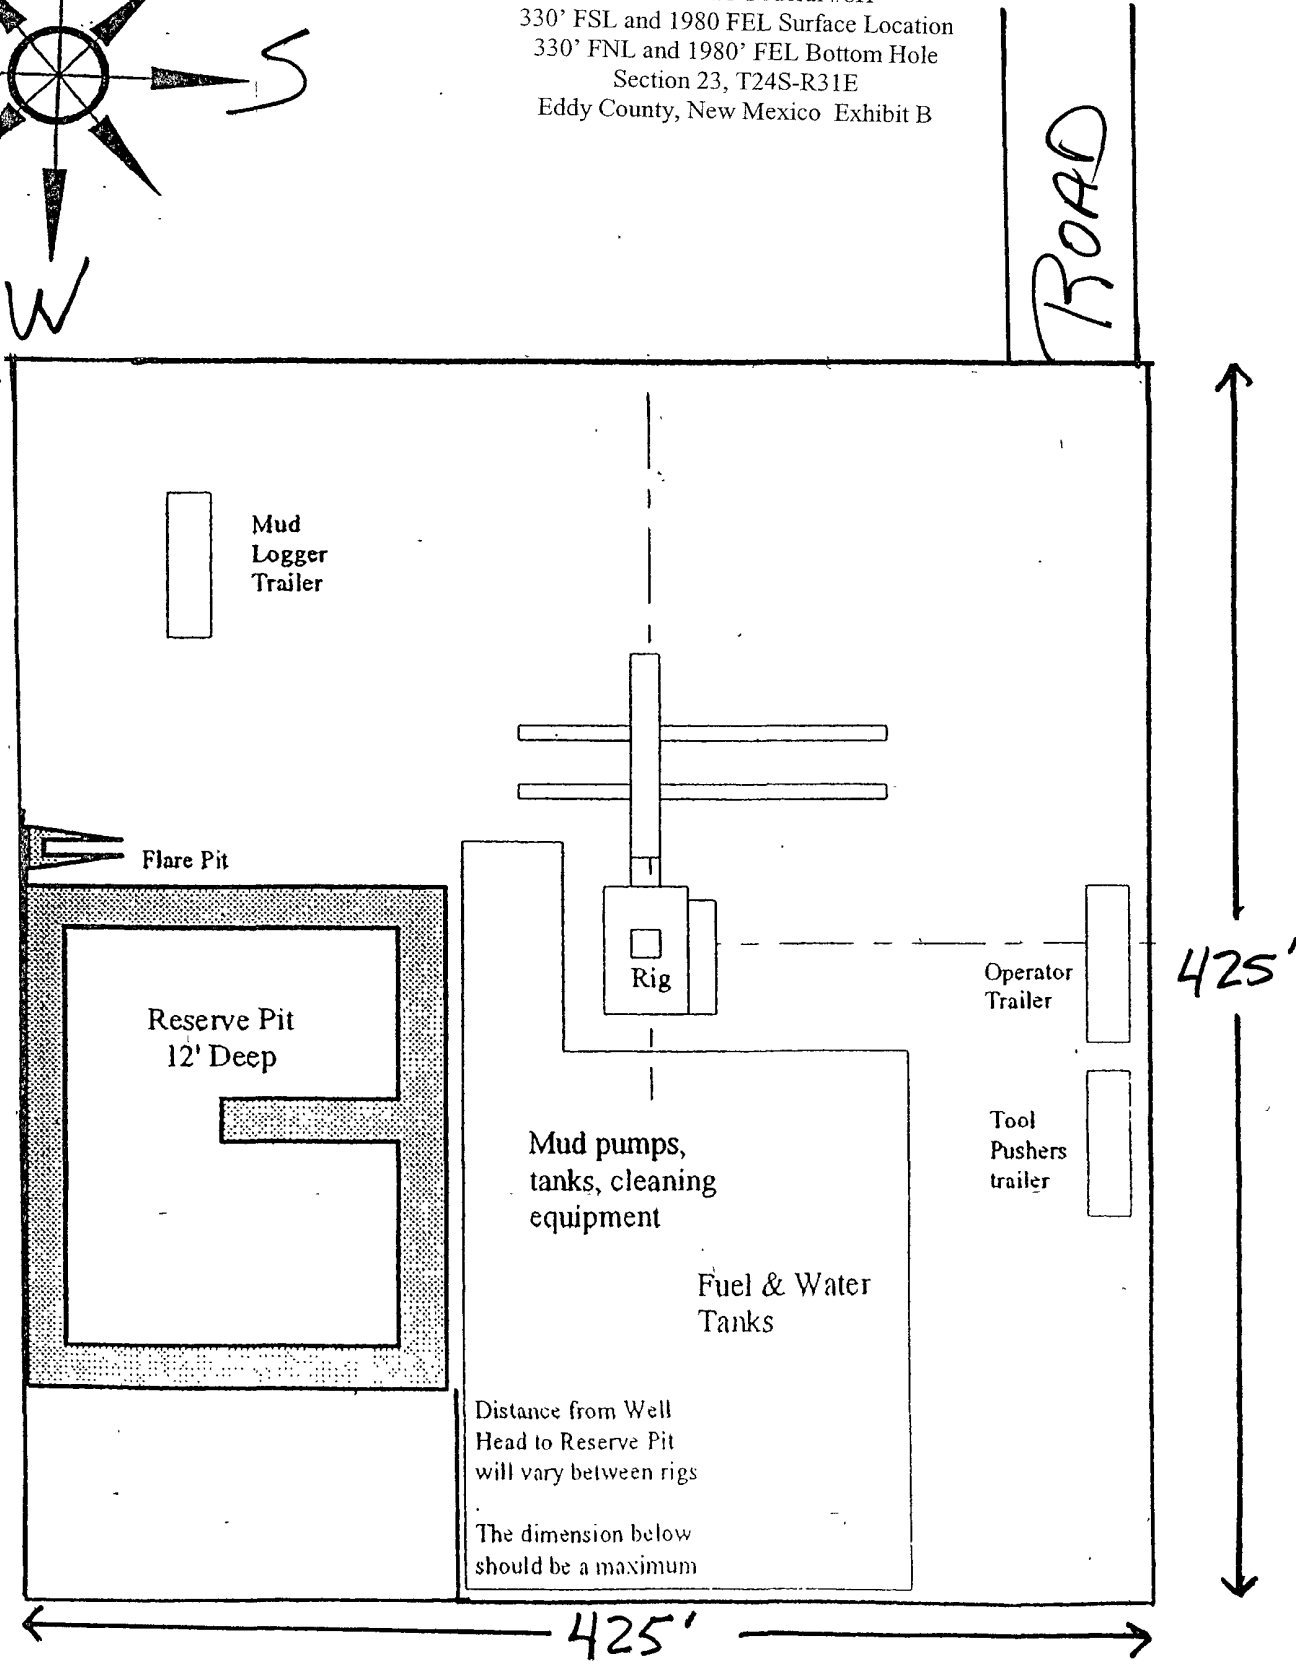 330' FSL and 1980 FEL Surface Location
330' FNL and 1980' FEL Bottom Hole
Section 23, T24S-R31E
Eddy County, New Mexico Exhibit B
S
W
ROAD
Mud
Logger
Trailer
Flare Pit
Reserve Pit
12' Deep
Rig
Operator
Trailer
425'
Tool
Pushers
trailer
Mud pumps,
tanks, cleaning
equipment
Fuel & Water
Tanks
Distance from Well
Head to Reserve Pit
will vary between rigs
The dimension below
should be a maximum
425'